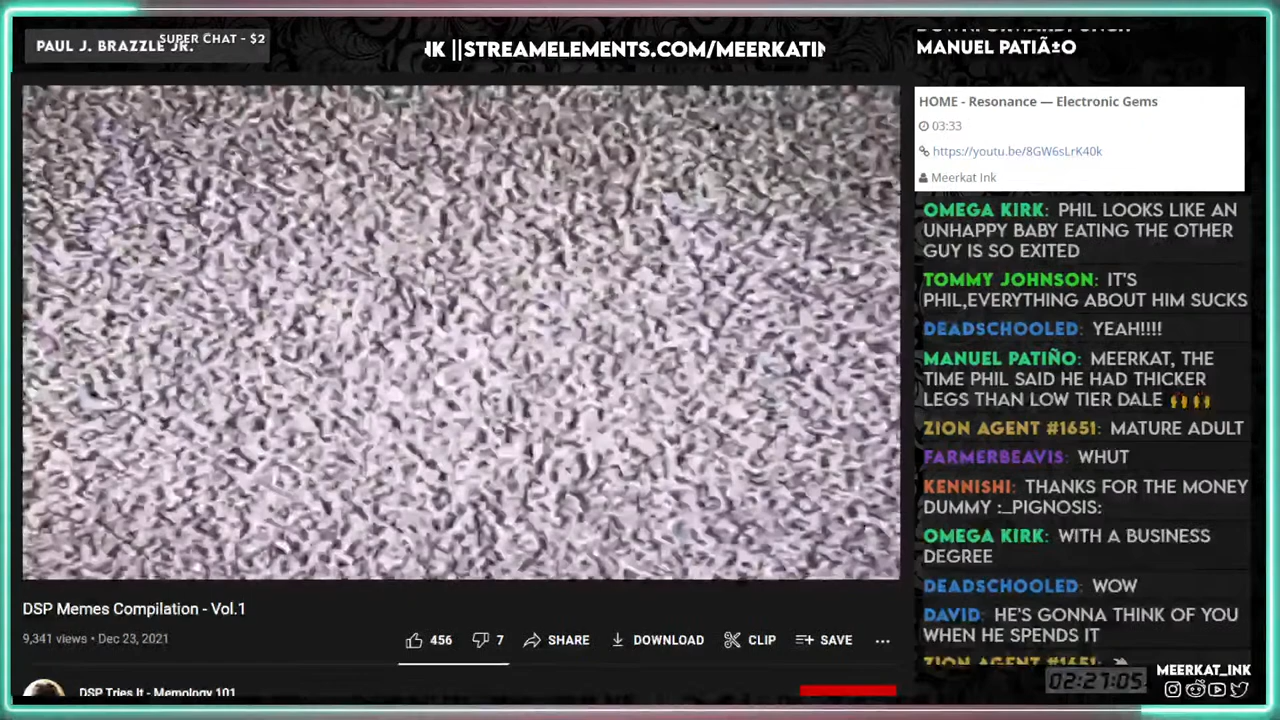 PAUL J. BRAZZLE JR.
SUPER CHAT - $2
NK ||STREAMELEMENTS.COM/MEERKATIN
MANUEL PATIÃ±O
HOME - Resonance — Electronic Gems
03:33
https://youtu.be/8GW6sLrK40k
Meerkat Ink
OMEGA KIRK: PHIL LOOKS LIKE AN
UNHAPPY BABY EATING THE OTHER
GUY IS SO EXITED
TOMMY JOHNSON: IT'S
PHIL,EVERYTHING ABOUT HIM SUCKS
DEADSCHOOLED: YEAH!!!!
MANUEL PATIÑO: MEERKAT, THE
TIME PHIL SAID HE HAD THICKER
LEGS THAN LOW TIER DALE
ZION AGENT #1651: MATURE ADULT
FARMERBEAVIS: WHUT
KENNISHI: THANKS FOR THE MONEY
DUMMY :_PIGNOSIS:
OMEGA KIRK: WITH A BUSINESS
DEGREE
DEADSCHOOLED: WOW
DAVID: HE'S GONNA THINK OF YOU
WHEN HE SPENDS IT
ZION AGENT #1651:
DSP Memes Compilation - Vol.1
9,341 views • Dec 23, 2021
456
7
SHARE
DOWNLOAD
CLIP
SAVE
DSP Tries It - Memology 101
02:27:05
MEERKAT_INK